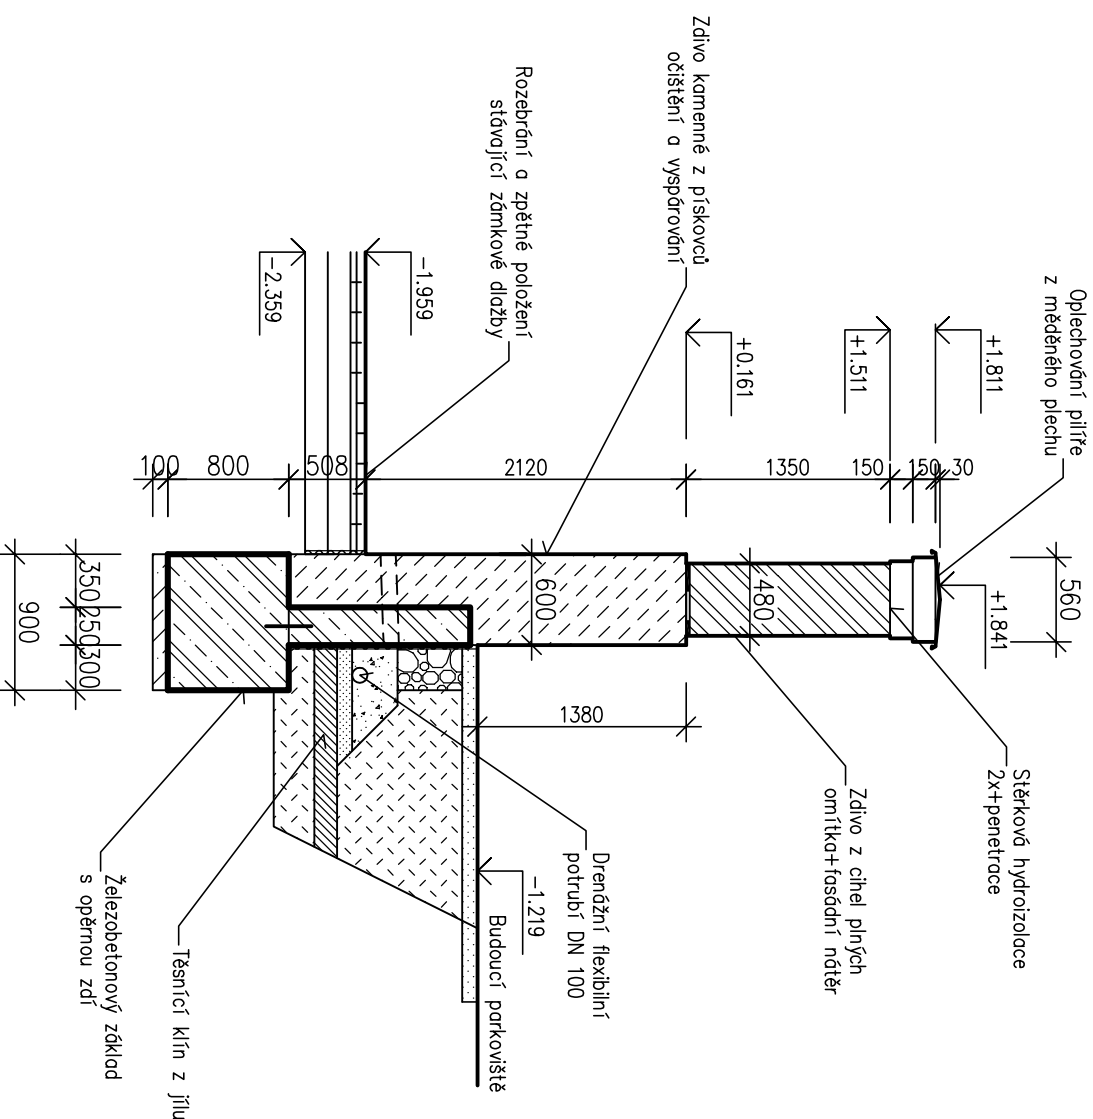 Oplechování pilíře
z měděného plechu
+1.811
+1.511
+0.161
-1.959
-2.359
Zdivo kamenné z pískovců
očištění a vyspárování
Rozebrání a zpětné položení
stávající zámkové dlažby
30
150
150
1350
2120
508
800
100
560
+1.841
480
600
350
250
300
900
1380
Stěrková hydroizolace
2x+penetrace
Zdivo z cihel plných
omítka+fasádní nátěr
-1.219
Budoucí parkoviště
Drenážní flexibilní
potrubí DN 100
Těsnící klín z jílu
Železobetonový základ
s opěrnou zdí